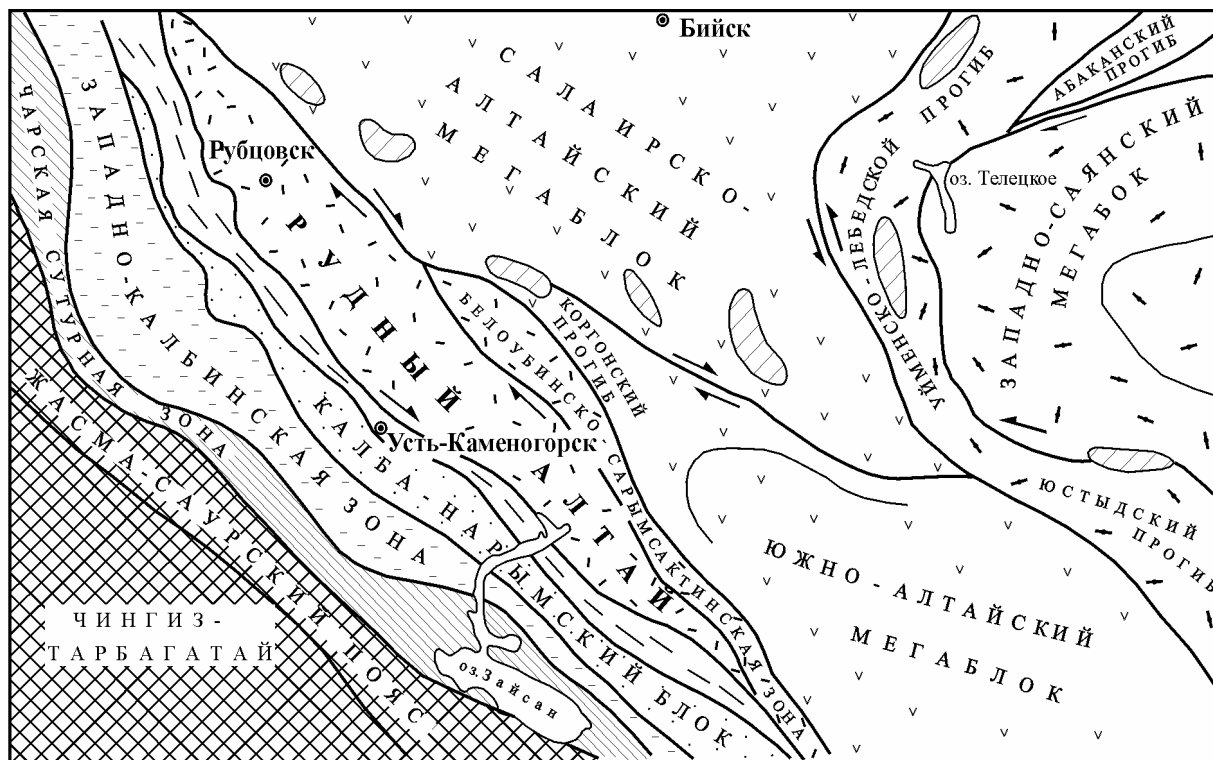 Бийск
САЛАИРСКО-
АЛТАЙСКИЙ
МЕГАБЛОК
АБАКАНСКИЙ
ПРОГИБ
УЙМЕНСКО-ЛЕБЕДСКОЙ ПРОГИБ
оз. Телецкое
ЗАПАДНО-САЯНСКИЙ
МЕГАБОК
ЧАРСКАЯ СУТУРНАЯ ЗОНА
ЗАПАДНО-КАЛБИНСКАЯ ЗОНА
Рубцовск
РУДНЫЙ АЛТАЙ
БЕЛОУБИНСКО-САРЫМСАКТИНСКАЯ ЗОНА
КОРГОНСКИЙ
ПРОГИБ
Усть-Каменогорск
КАЛБА-НАРЫМСКИЙ БЛОК
ЖАСМА-САУРСКИЙ ПОЯС
ЧИНГИЗ-
ТАРБАГАТАЙ
оз.Зайсан
ЮЖНО-АЛТАЙСКИЙ
МЕГАБЛОК
ЮСТЫДСКИЙ
ПРОГИБ